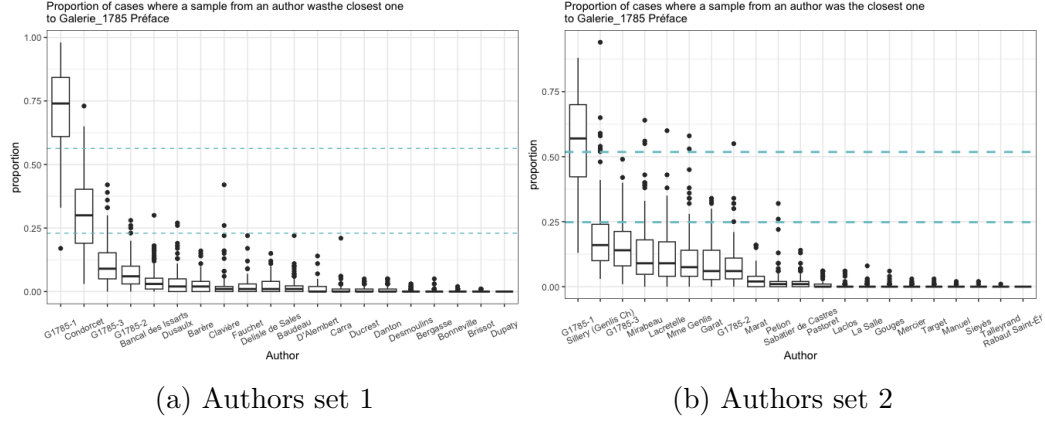 Proportion of cases where a sample from an author wasthe closest one
to Galerie_1785 Préface
1.00
0.75
0.50
0.25
0.00
proportion
G1785-1
Condorcet
G1785-3
G1785-2
Bancal des Issarts
Dusaulx
Barère
Clavière
Fauchet
Delisle de Sales
Baudeau
D'Alembert
Carra
Ducrest
Danton
Desmoulins
Bergasse
Bonneville
Brissot
Dupaty
Author
(a) Authors set 1
Proportion of cases where a sample from an author was the closest one
to Galerie_1785 Préface
0.75
0.50
0.25
0.00
proportion
G1785-1
Sillery (Genlis Ch)
G1785-3
Mirabeau
Lacretelle
Mme Genlis
Garat
G1785-2
Marat
Petion
Sabatier de Castres
Pastoret
Laclos
La Salle
Gouges
Mercier
Target
Manuel
Sieyès
Talleyrand
Rabaut Saint-Ét
Author
(b) Authors set 2